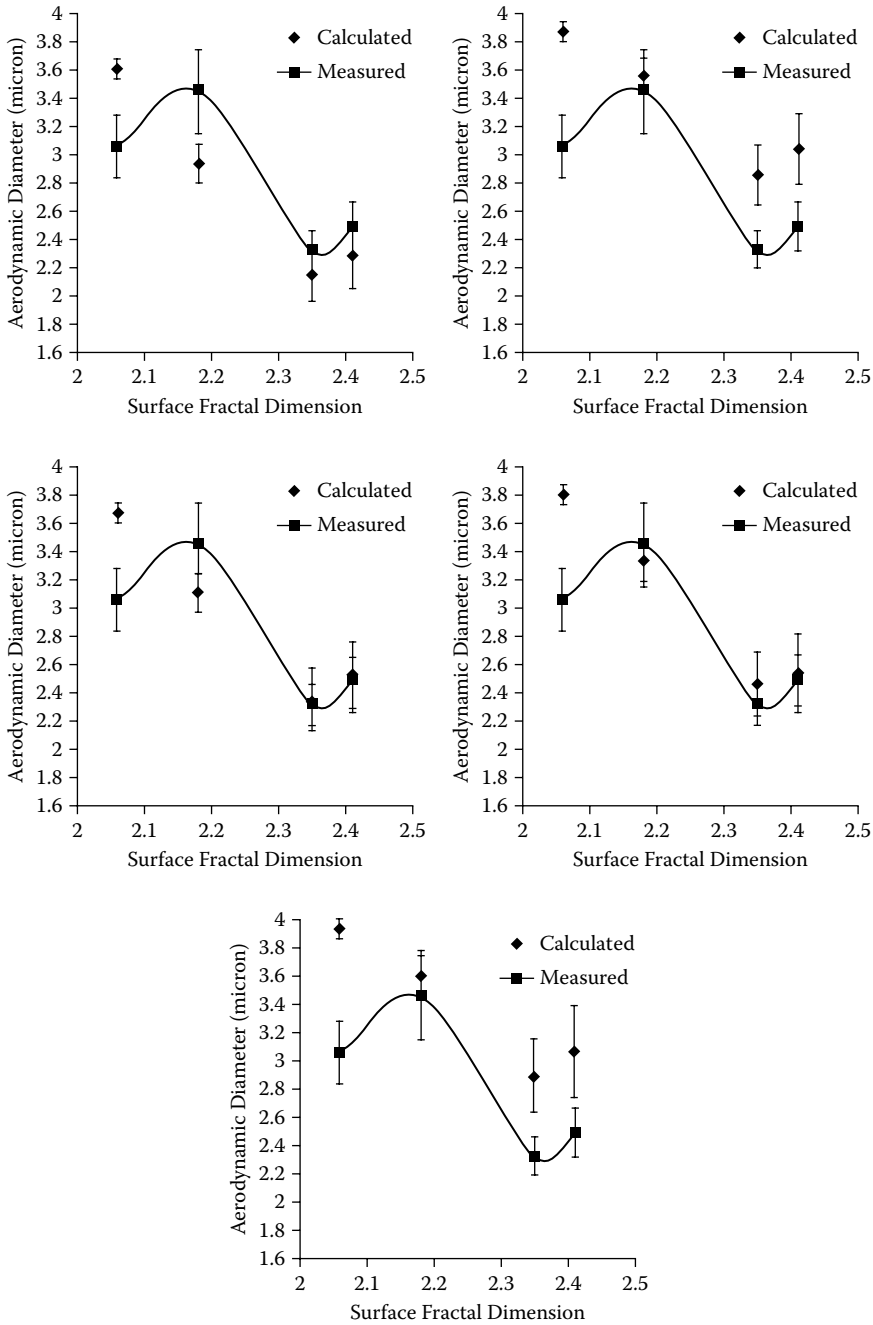 Aerodynamic Diameter (micron)
4
3.8
3.6
3.4
3.2
3
2.8
2.6
2.4
2.2
2
1.8
1.6
2 2.1 2.2 2.3 2.4 2.5
Surface Fractal Dimension
Calculated
Measured
Aerodynamic Diameter (micron)
4
3.8
3.6
3.4
3.2
3
2.8
2.6
2.4
2.2
2
1.8
1.6
2 2.1 2.2 2.3 2.4 2.5
Surface Fractal Dimension
Calculated
Measured
Aerodynamic Diameter (micron)
4
3.8
3.6
3.4
3.2
3
2.8
2.6
2.4
2.2
2
1.8
1.6
2 2.1 2.2 2.3 2.4 2.5
Surface Fractal Dimension
Calculated
Measured
Aerodynamic Diameter (micron)
4
3.8
3.6
3.4
3.2
3
2.8
2.6
2.4
2.2
2
1.8
1.6
2 2.1 2.2 2.3 2.4 2.5
Surface Fractal Dimension
Calculated
Measured
Aerodynamic Diameter (micron)
4
3.8
3.6
3.4
3.2
3
2.8
2.6
2.4
2.2
2
1.8
1.6
2 2.1 2.2 2.3 2.4 2.5
Surface Fractal Dimension
Calculated
Measured